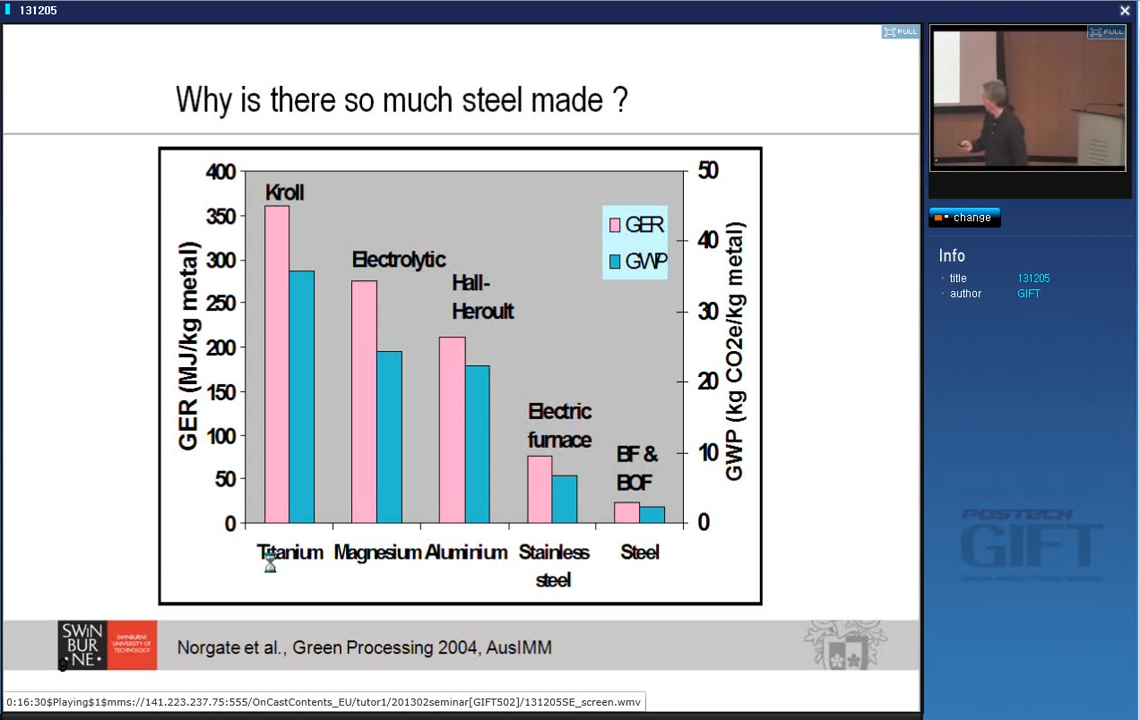 131205
FULL
FULL
Why is there so much steel made ?
400
350
300
250
200
150
100
50
0
GER (MJ/kg metal)
Kroll
Electrolytic
Hall-
Heroult
Electric
furnace
BF &
BOF
GER
GWP
50
40
30
20
10
0
GWP (kg CO2e/kg metal)
Titanium
Magnesium
Aluminium
Stainless
steel
Steel
SWIN
BUR
NE
SWINBURNE
UNIVERSITY OF
TECHNOLOGY
9
Norgate et al., Green Processing 2004, AusIMM
0:16:30$Playing$1$mms://141.223.237.75:555/OnCastContents_EU/tutor1/201302seminar[GIFT502]/131205SE_screen.wmv
change
Info
title 131205
author GIFT
POSTECH
GIFT